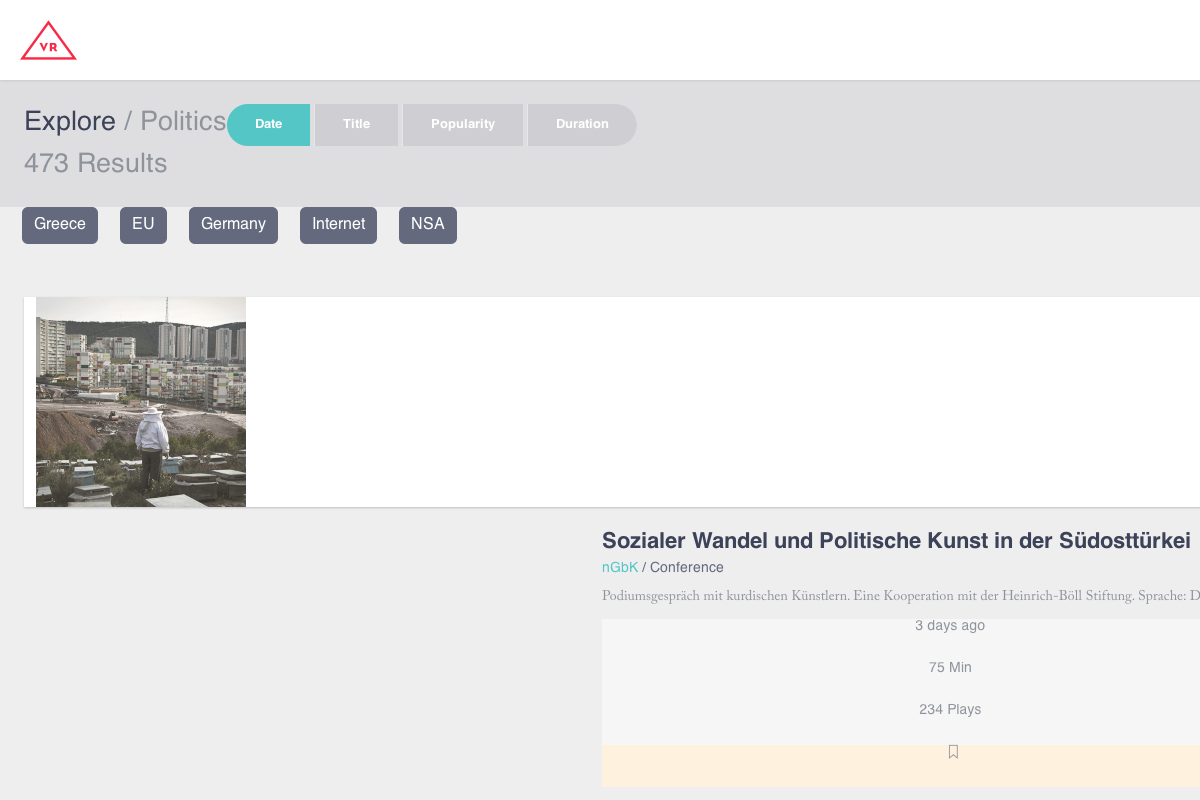 VR
Explore / Politics
Date Title Popularity Duration
473 Results
Greece EU Germany Internet NSA
Sozialer Wandel und Politische Kunst in der Südosttürkei
nGbK / Conference
Podiumsgespräch mit kurdischen Künstlern. Eine Kooperation mit der Heinrich-Böll Stiftung. Sprache: D
3 days ago
75 Min
234 Plays